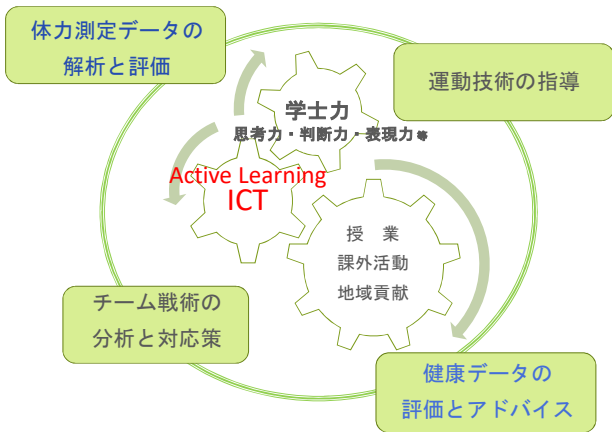 体力測定データの
解析と評価
運動技術の指導
学士力
思考力・判断力・表現力 等
Active Learning
ICT
授　業
課外活動
地域貢献
チーム戦術の
分析と対応策
健康データの
評価とアドバイス